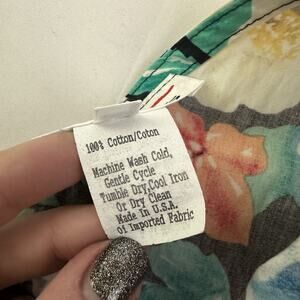 100% Cotton/Coton
Machine Wash Cold,
Gentle Cycle
Tumble Dry,Cool Iron
Or Dry Clean
Made In U.S.A.
Of Imported Fabric